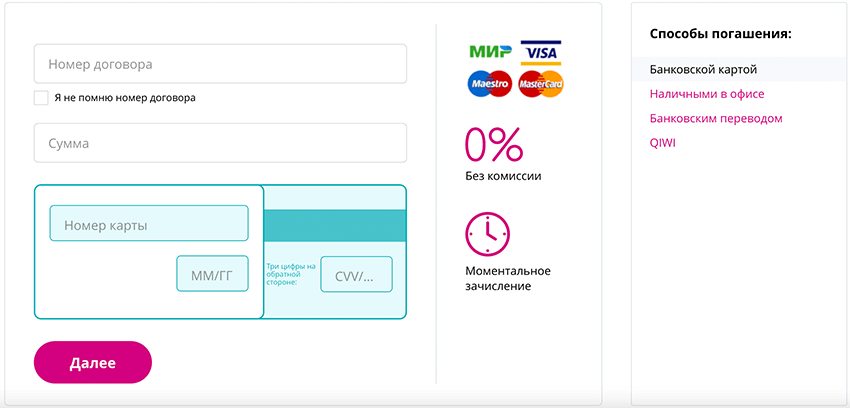 Номер договора
Я не помню номер договора
Сумма
Номер карты
ММ/ГГ
Три цифры на
обратной
стороне:
CVV/...
Далее
МИР VISA
Maestro MasterCard
0%
Без комиссии
Моментальное
зачисление
Способы погашения:
Банковской картой
Наличными в офисе
Банковским переводом
QIWI